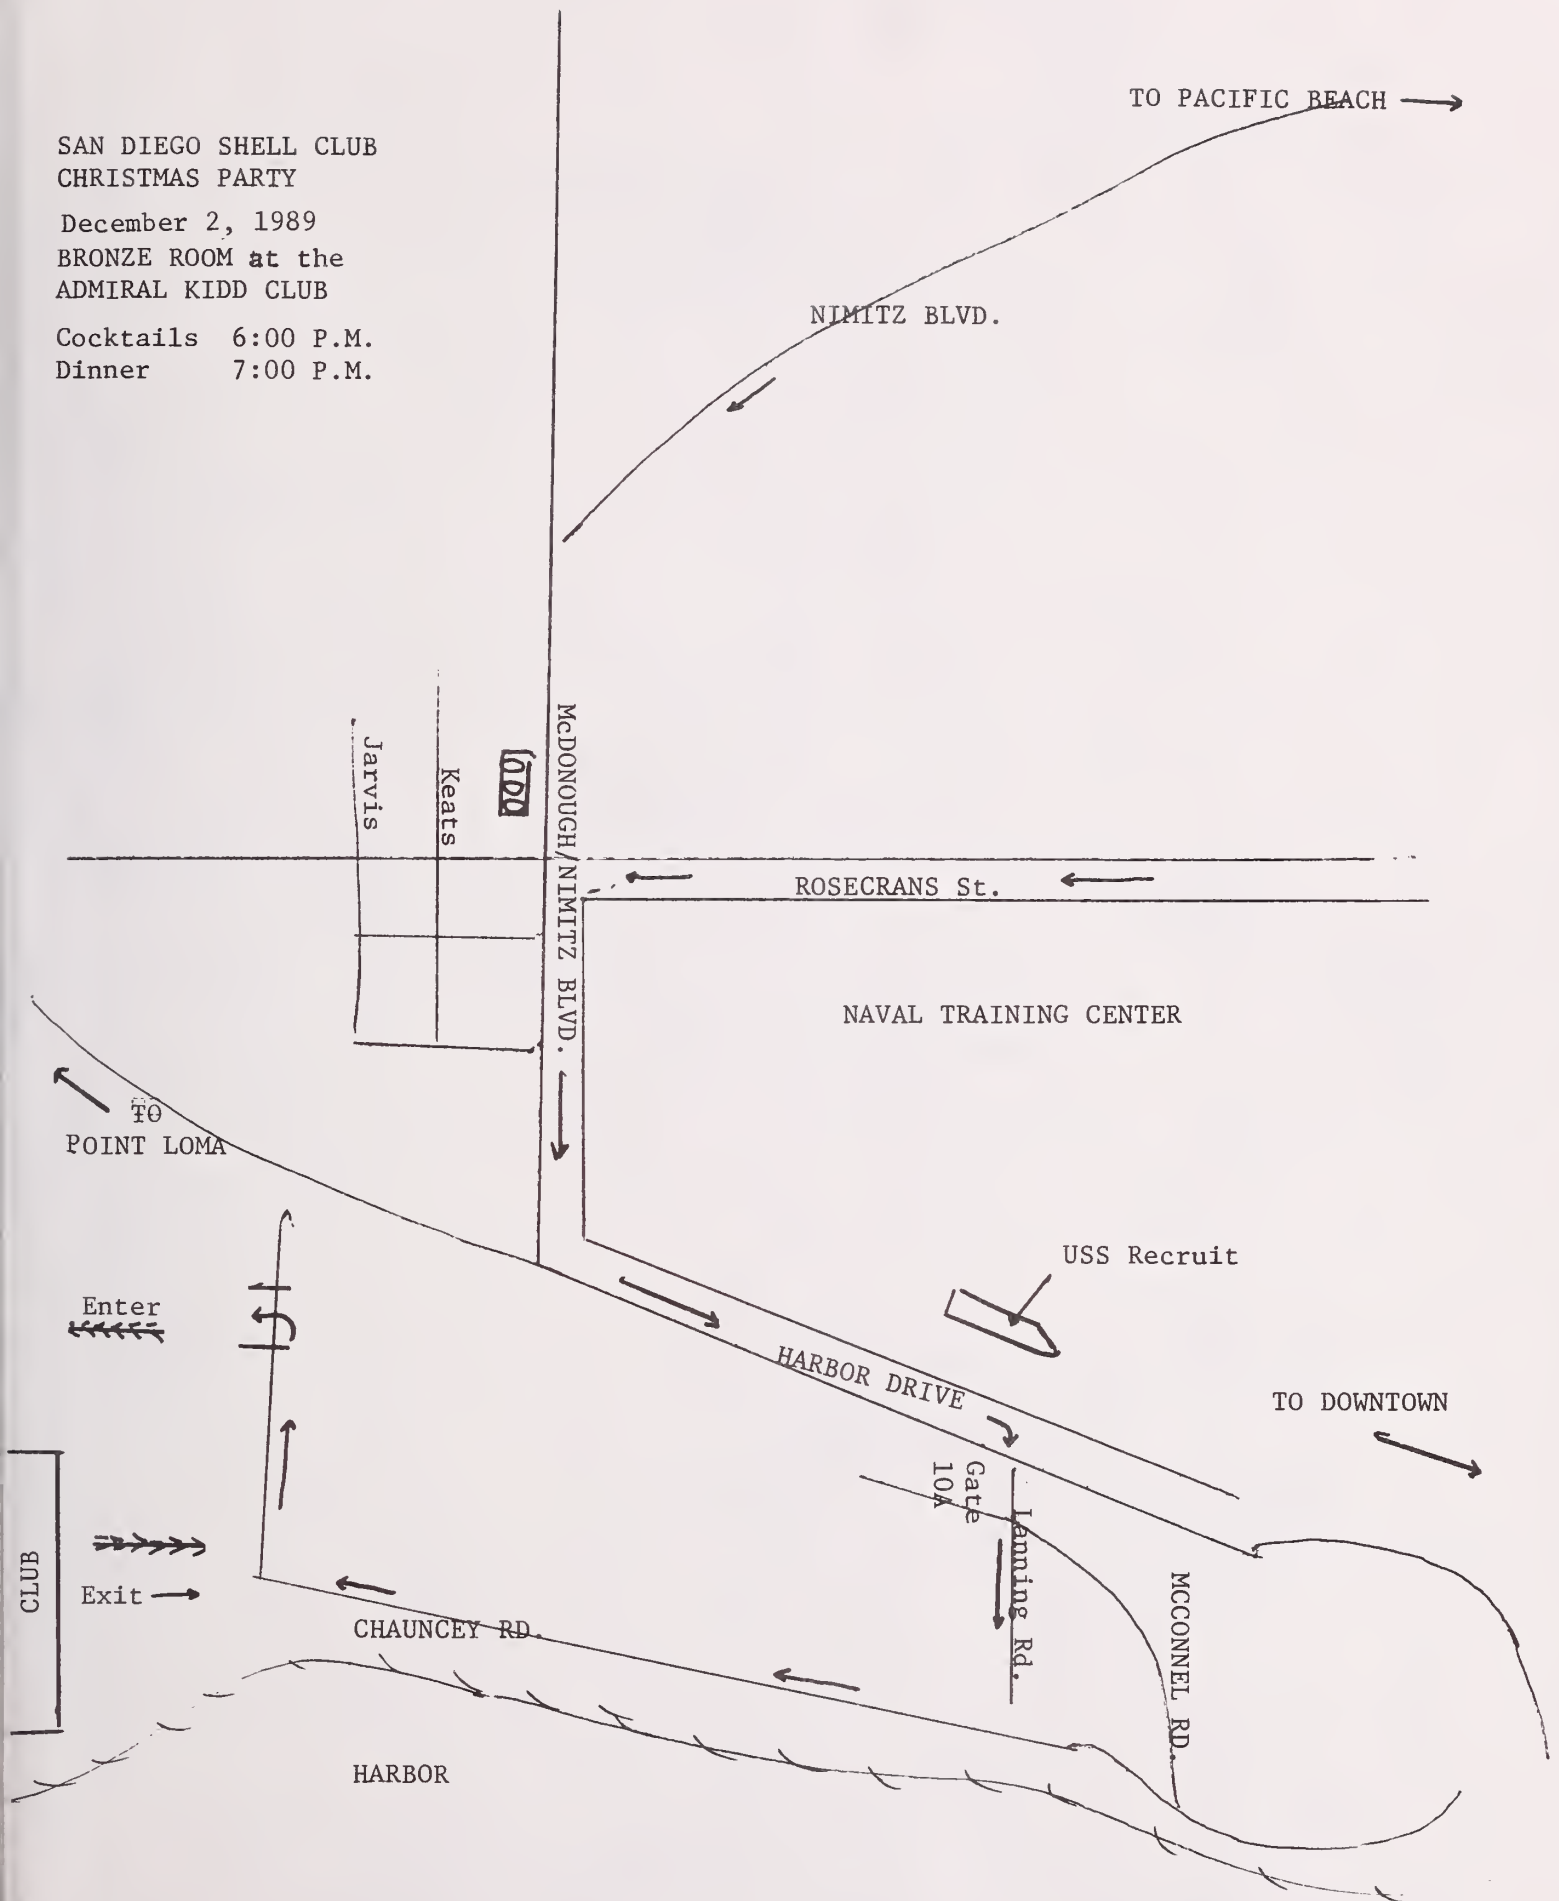 TO PACIFIC BEACH
SAN DIEGO SHELL CLUB
CHRISTMAS PARTY
December 2, 1989
BRONZE ROOM at the
ADMIRAL KIDD CLUB
Cocktails 6:00 P.M.
Dinner 7:00 P.M.
NIMITZ BLVD.
Jarvis
Keats
McDONOUGH/NIMITZ BLVD.
ROSECRANS St.
NAVAL TRAINING CENTER
TO
POINT LOMA
USS Recruit
Enter
HARBOR DRIVE
TO DOWNTOWN
Gate
10A
Lanning Rd.
CLUB
Exit
CHAUNCEY RD.
MCCONNEL RD.
HARBOR